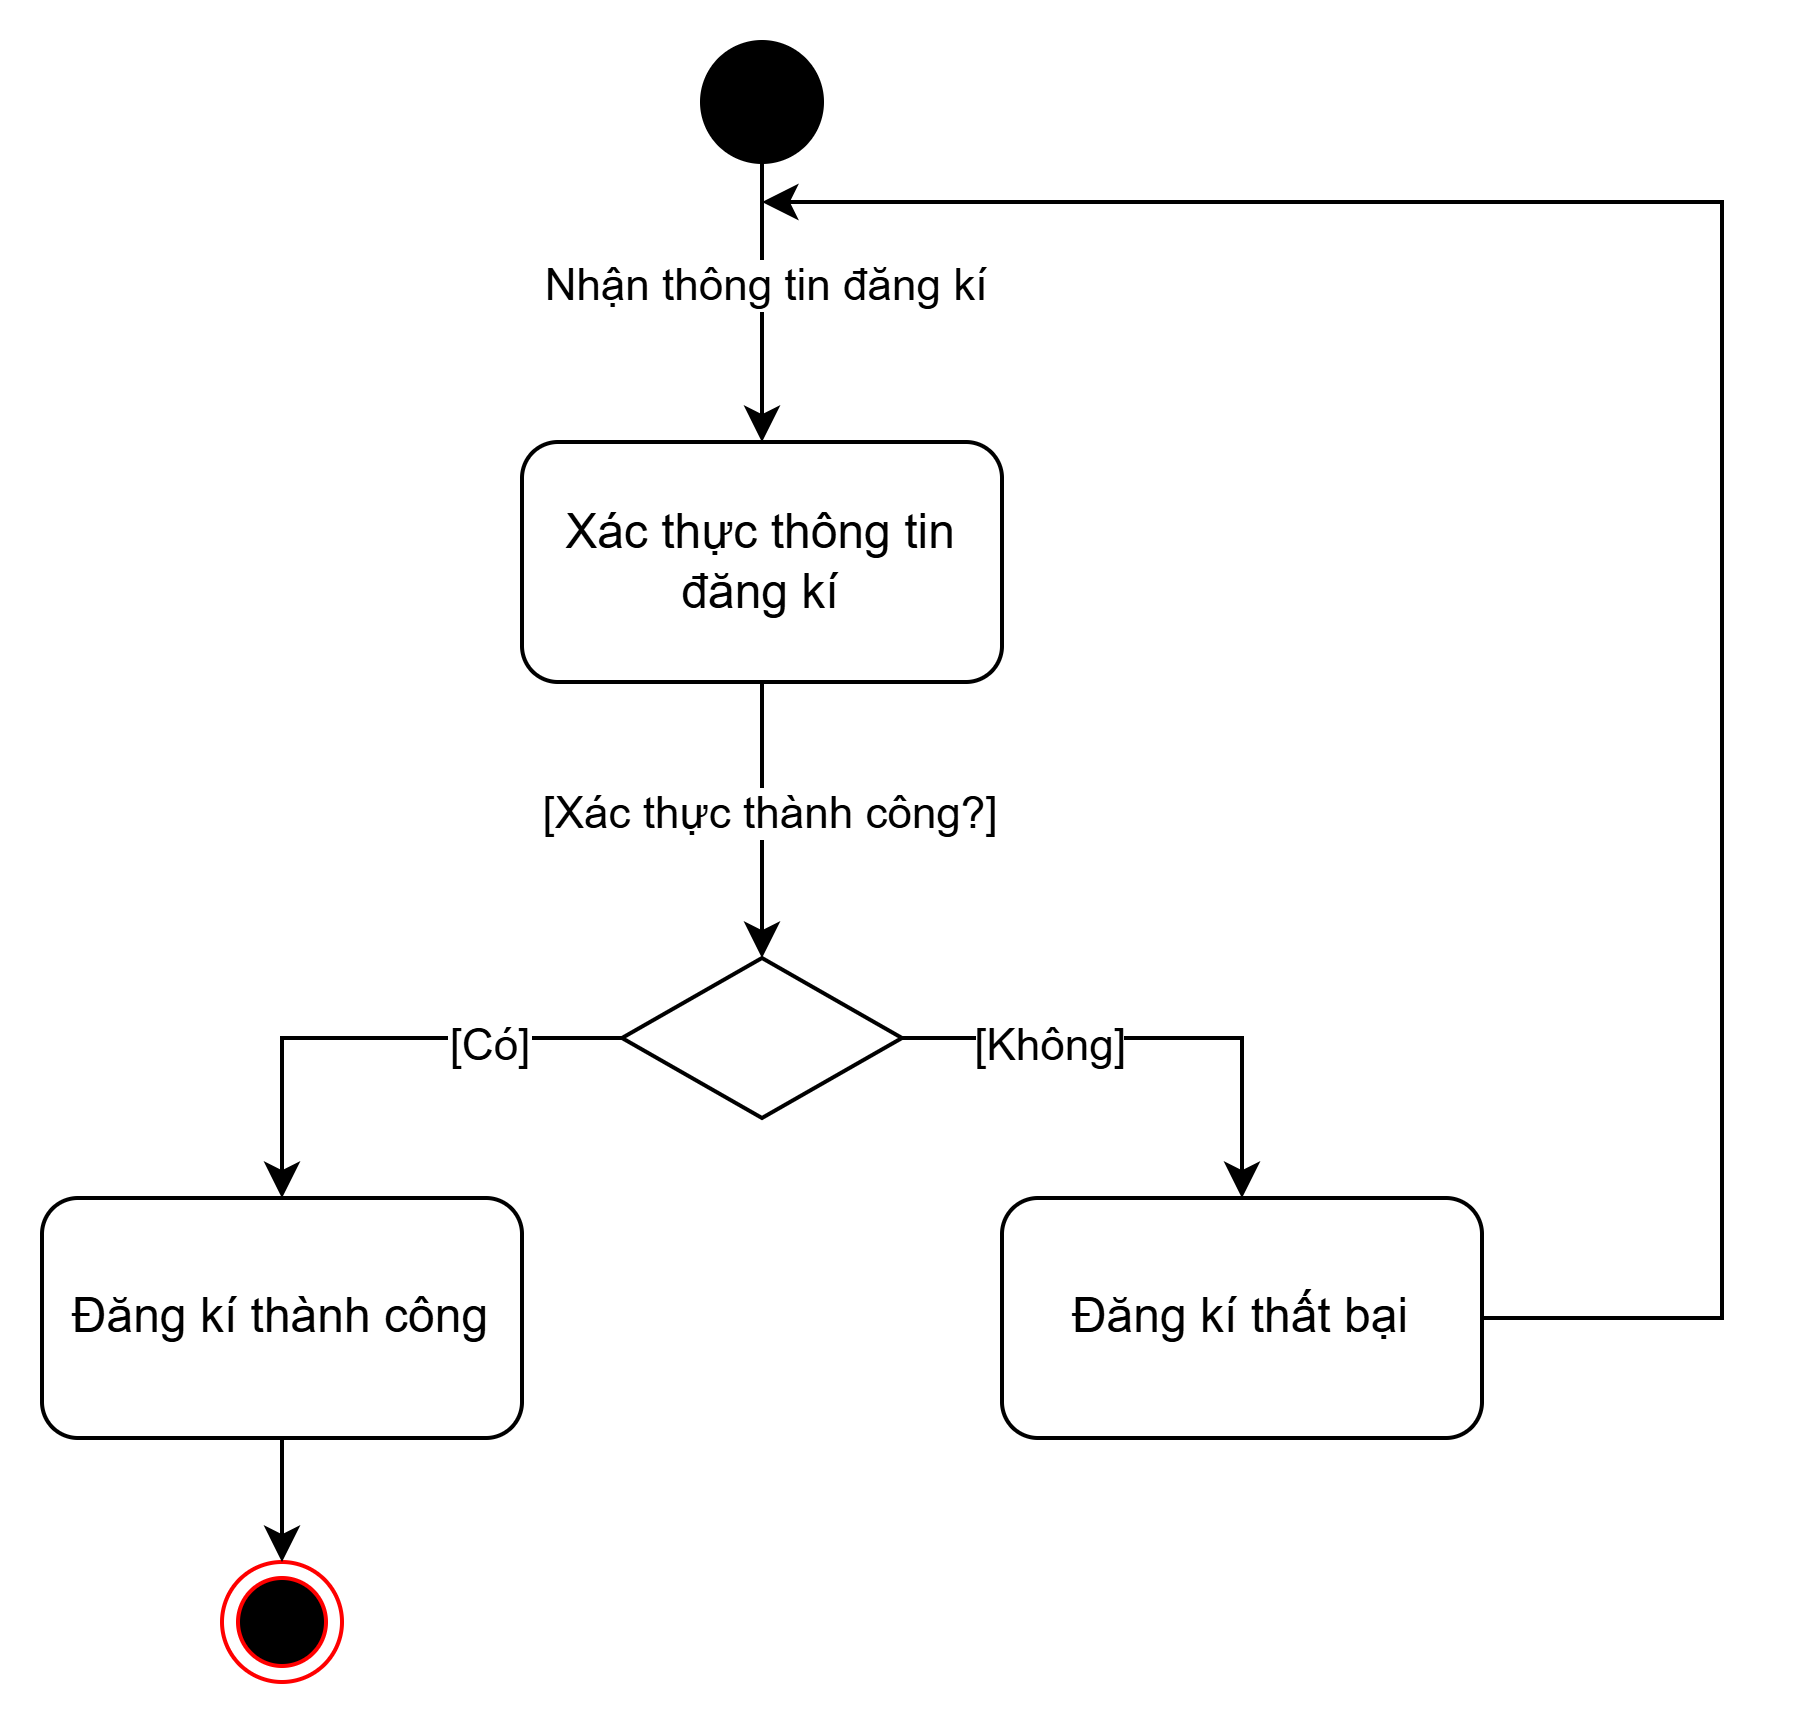 Nhận thông tin đăng kí
Xác thực thông tin
đăng kí
[Xác thực thành công?]
[Có]
[Không]
Đăng kí thành công
Đăng kí thất bại